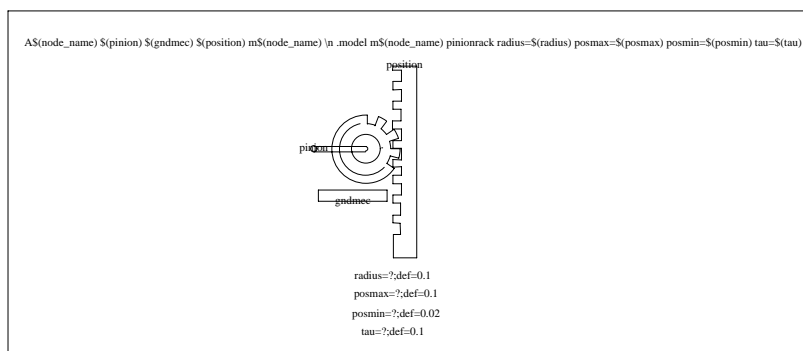 A$(node_name) $(pinion) $(gndmec) $(position) m$(node_name) \n .model m$(node_name) pinionrack radius=$(radius) posmax=$(posmax) posmin=$(posmin) tau=$(tau)
position
pinion
gndmec
radius=?;def=0.1
posmax=?;def=0.1
posmin=?;def=0.02
tau=?;def=0.1